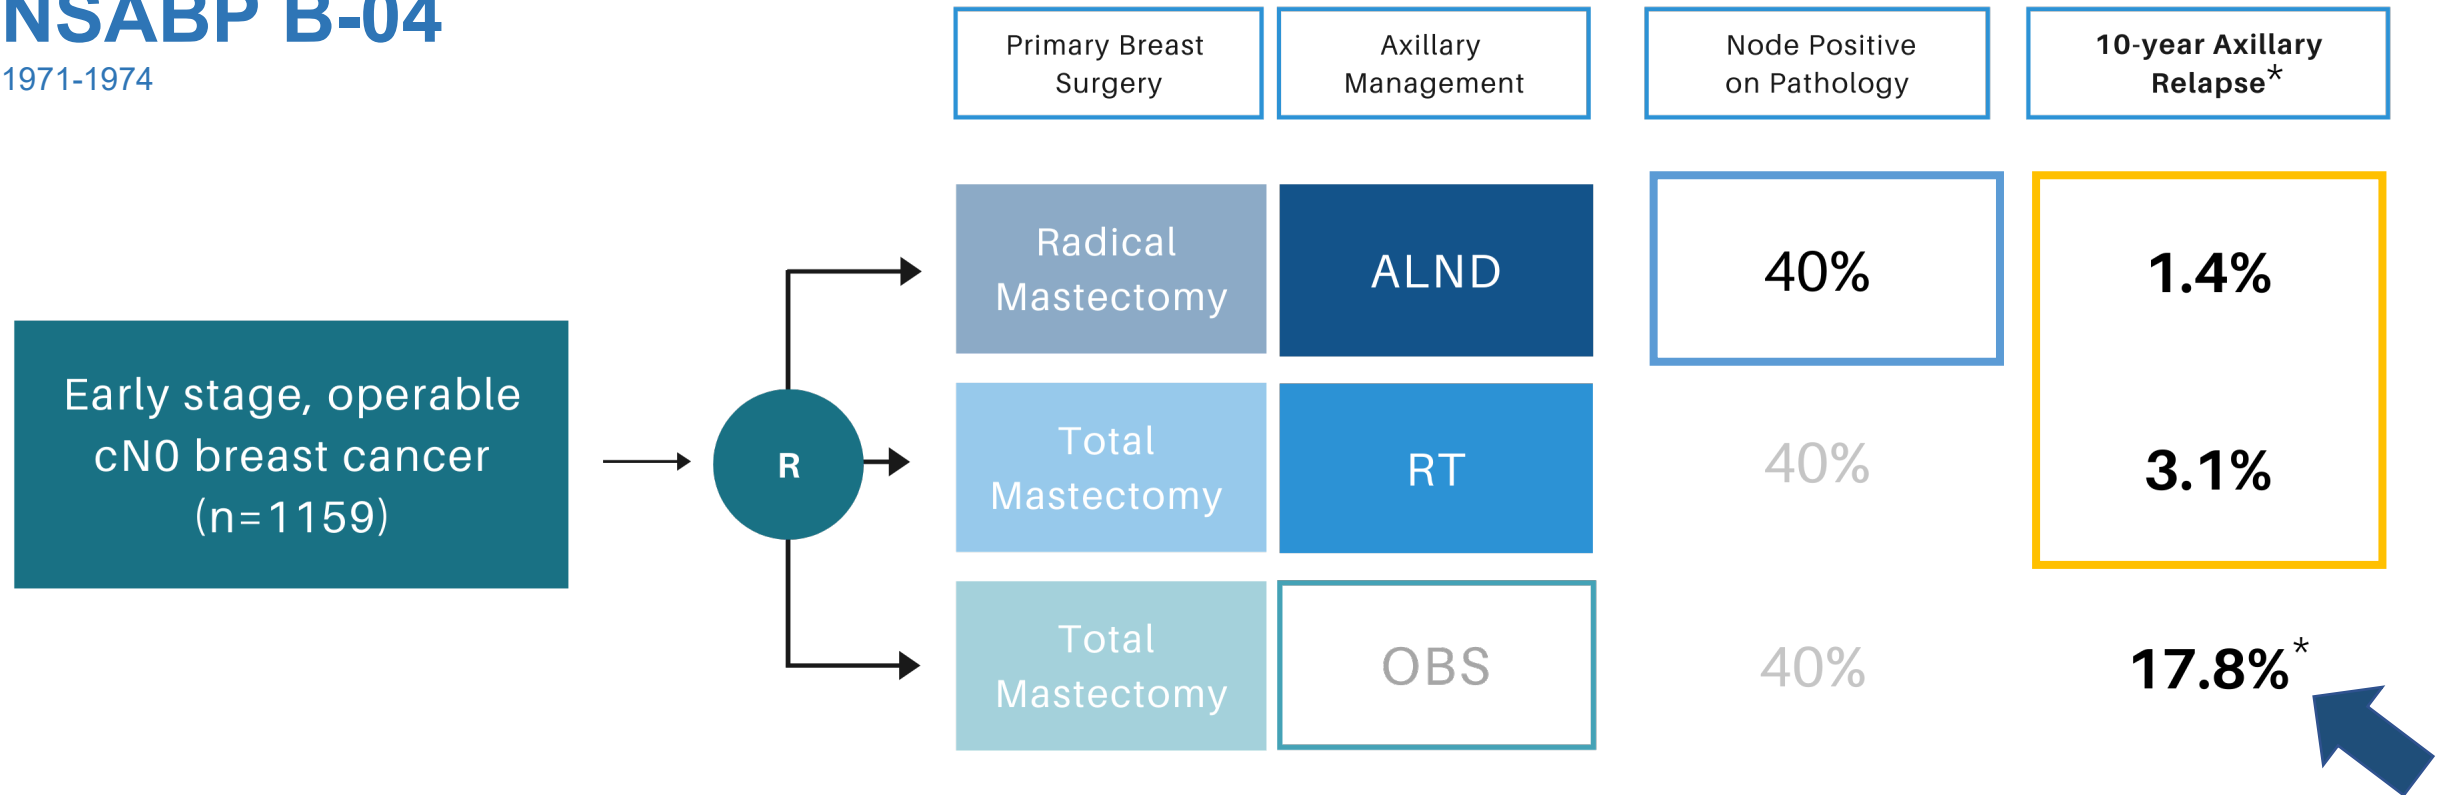 NSABP B-04
1971-1974
Primary Breast
Surgery
Axillary
Management
Node Positive
on Pathology
10-year Axillary
Relapse*
Early stage, operable
cN0 breast cancer
(n=1159)
R
Radical
Mastectomy
ALND
40%
1.4%
Total
Mastectomy
RT
40%
3.1%
Total
Mastectomy
OBS
40%
17.8%*